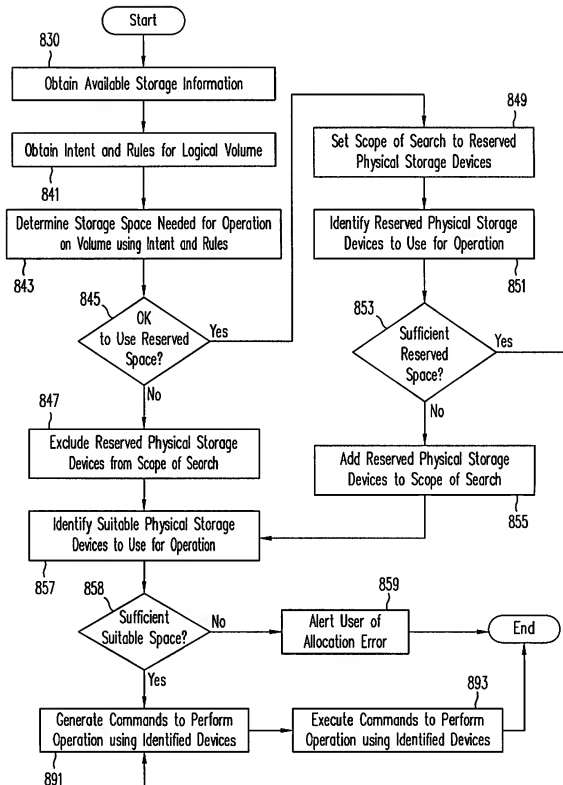 Start
830
Obtain Available Storage Information
Obtain Intent and Rules for Logical Volume
841
Determine Storage Space Needed for Operation
on Volume using Intent and Rules
843
845
OK
to Use Reserved
Space?
Yes
No
847
Exclude Reserved Physical Storage
Devices from Scope of Search
849
Set Scope of Search to Reserved
Physical Storage Devices
Identify Reserved Physical Storage
Devices to Use for Operation
851
853
Sufficient
Reserved
Space?
Yes
No
Add Reserved Physical Storage
Devices to Scope of Search
855
Identify Suitable Physical Storage
Devices to Use for Operation
857
858
Sufficient
Suitable Space?
No
Yes
859
Alert User of
Allocation Error
End
Generate Commands to Perform
Operation using Identified Devices
891
893
Execute Commands to Perform
Operation using Identified Devices